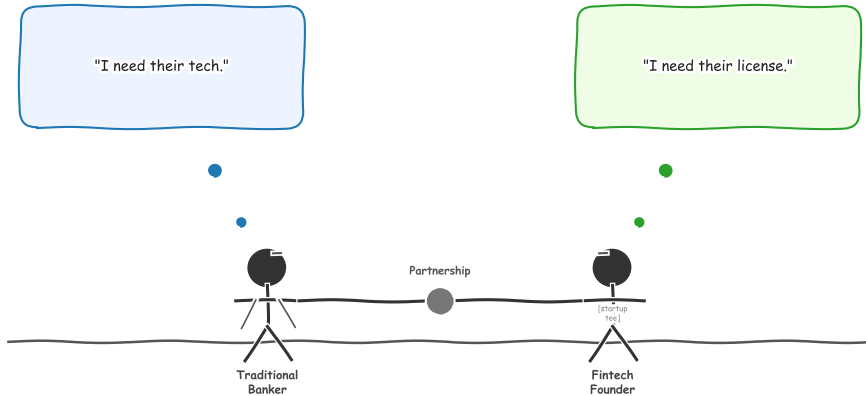 "I need their tech."
"I need their license."
Partnership
[startup
tee]
Traditional
Banker
Fintech
Founder